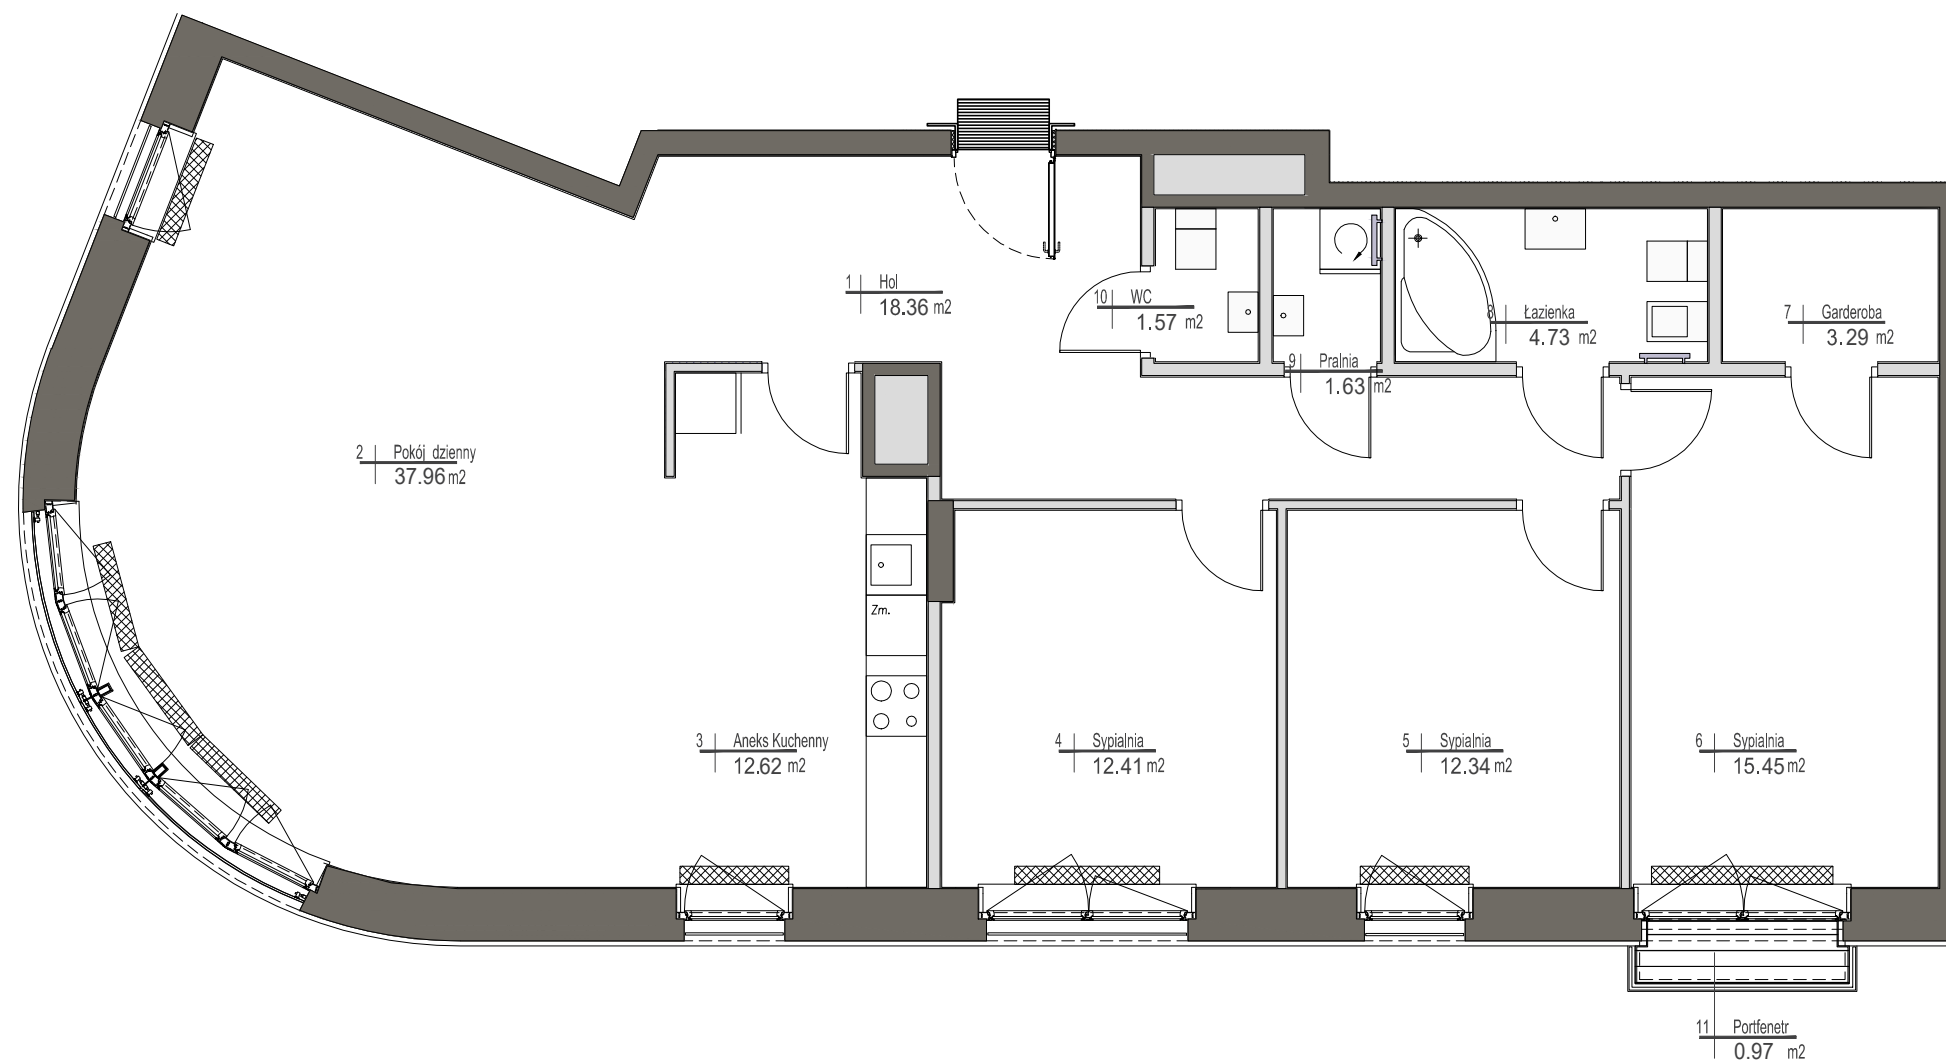 1 Hol
18.36 m2
10 WC
1.57 m2
8 Łazienka
4.73 m2
7 Garderoba
3.29 m2
9 Pralnia
1.63 m2
2 Pokój dzienny
37.96 m2
Zm.
3 Aneks Kuchenny
12.62 m2
4 Sypialnia
12.41 m2
5 Sypialnia
12.34 m2
6 Sypialnia
15.45 m2
11 Portfenetr
0.97 m2